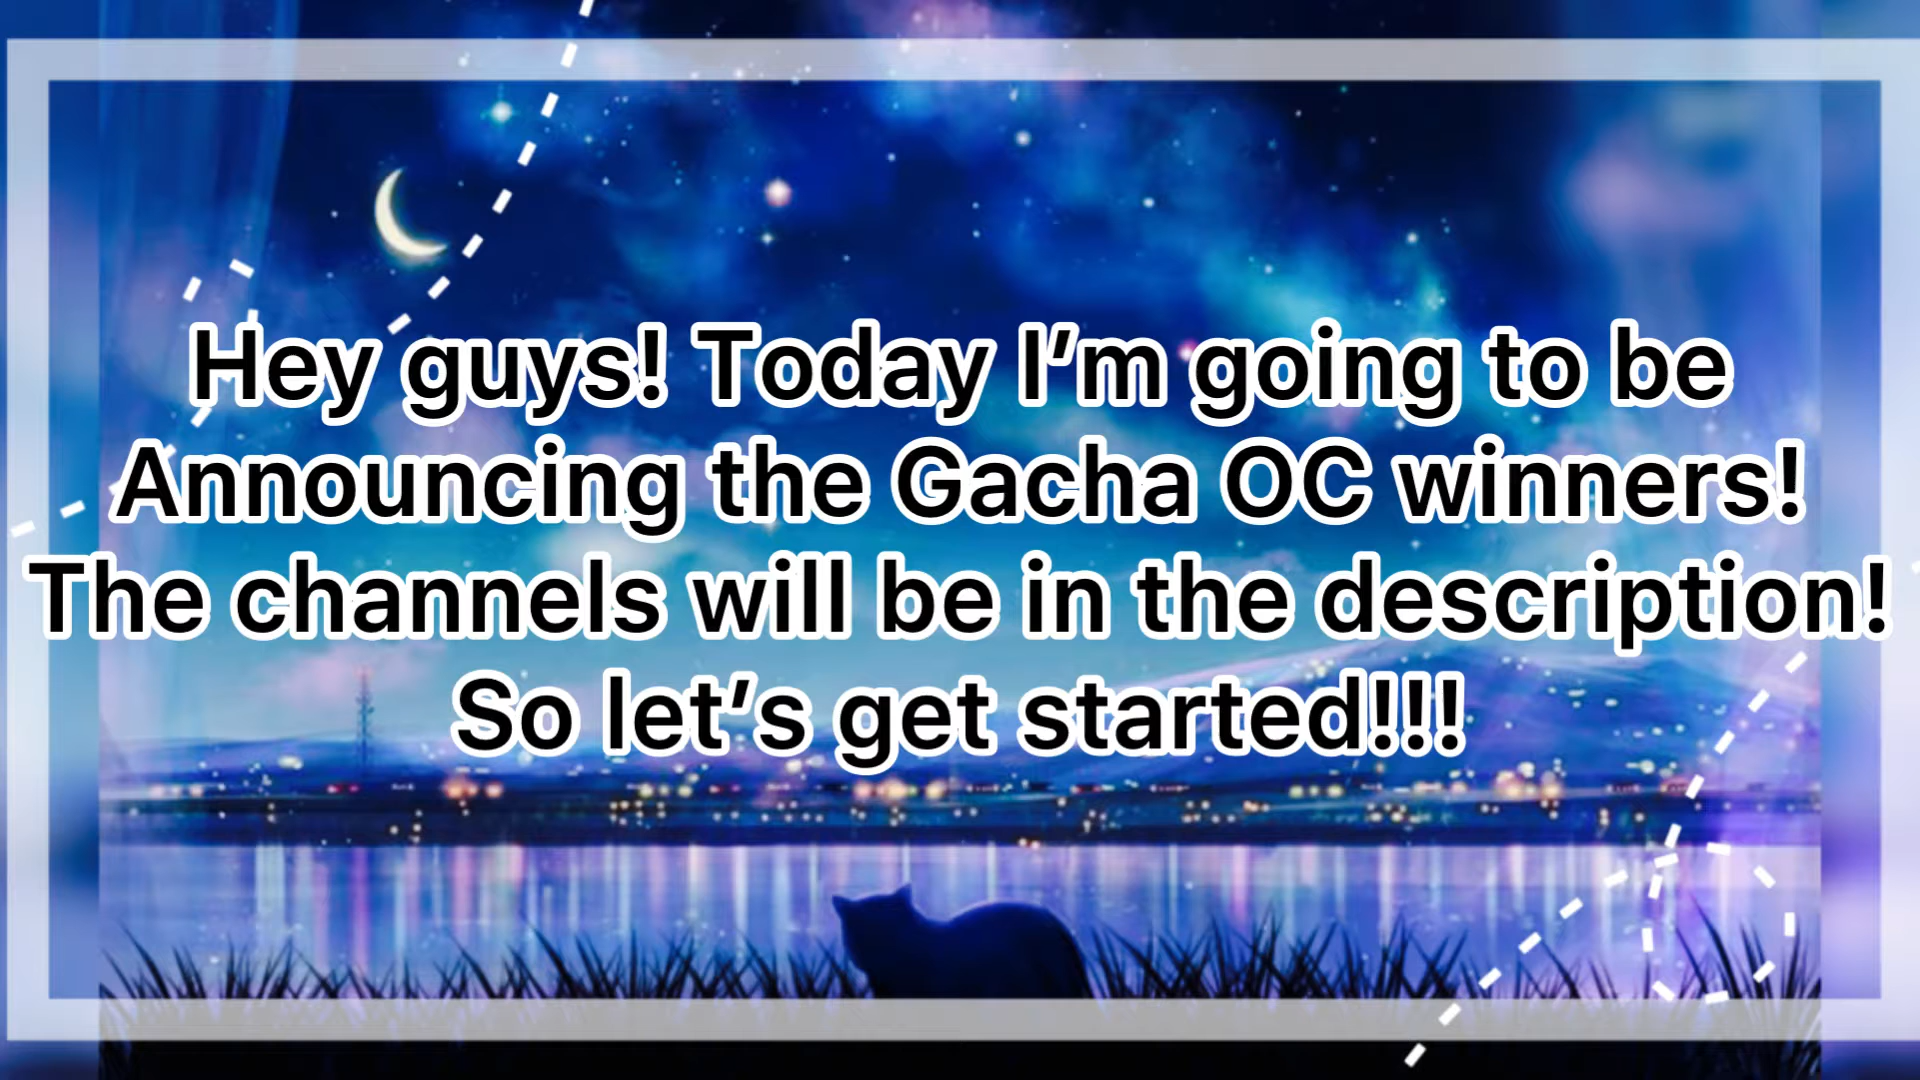 Hey guys! Today I’m going to be
Announcing the Gacha OC winners!
The channels will be in the description!
So let’s get started!!!